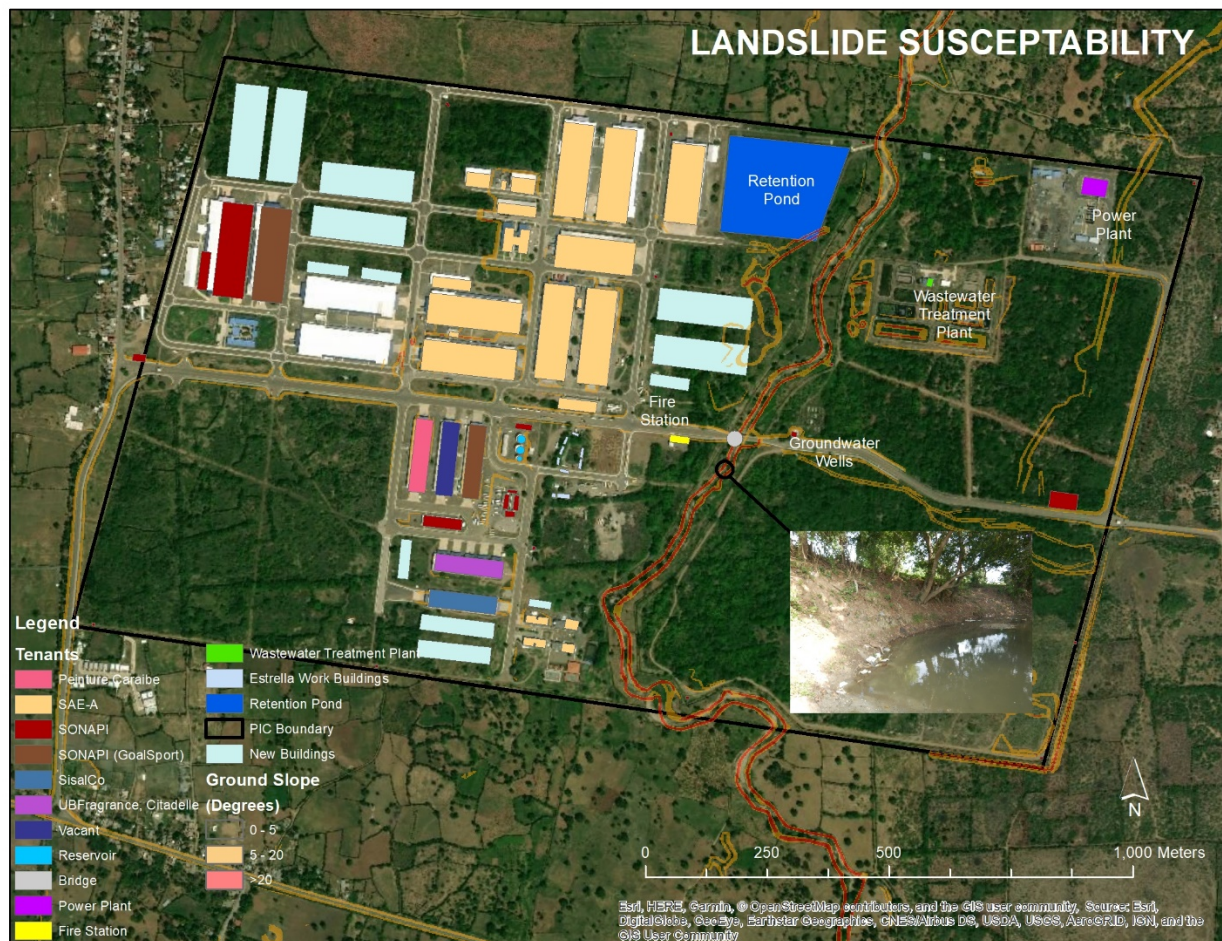 LANDSLIDE SUSCEPTABILITY
Retention
Pond
Power
Plant
Wastewater
Treatment
Plant
Fire
Station
Groundwater
Wells
Legend
Tenants
Peinture Caraibe
SAE-A
SONAPI
SONAPI (GoalSport)
SisalCo
UBFragrance, Citadelle
Vacant
Reservoir
Bridge
Power Plant
Fire Station
Wastewater Treatment Plant
Estrella Work Buildings
Retention Pond
PIC Boundary
New Buildings
Ground Slope
(Degrees)
0 - 5
5 - 20
>20
N
0 250 500 1,000 Meters
Esri, HERE, Garmin, © OpenStreetMap contributors, and the GIS user community, Source: Esri,
DigitalGlobe, GeoEye, Earthstar Geographics, CNES/Airbus DS, USDA, USGS, AeroGRID, IGN, and the
GIS User Community